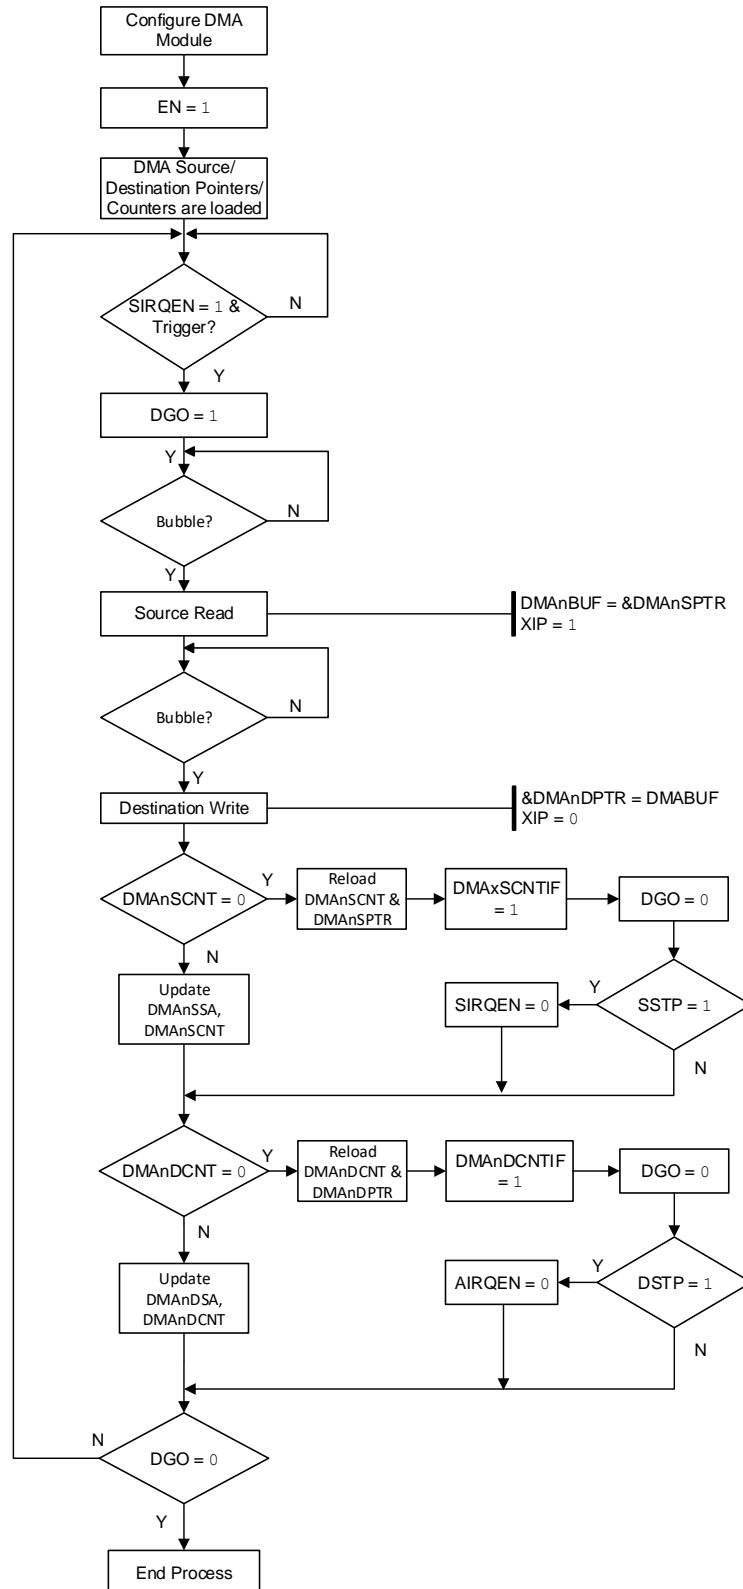 Configure DMA
Module
EN = 1
DMA Source/
Destination Pointers/
Counters are loaded
SIRQEN = 1 &
Trigger?
N
Y
DGO = 1
Y
Bubble?
N
Y
Source Read
DMAnBUF = &DMAnSPTR
XIP = 1
Bubble?
N
Y
Destination Write
&DMAnDPTR = DMABUF
XIP = 0
DMAnSCNT = 0
Y
Reload
DMAnSCNT &
DMAnSPTR
DMAxSCNTIF
= 1
DGO = 0
N
Update
DMAnSSA,
DMAnSCNT
SIRQEN = 0
Y
SSTP = 1
N
DMAnDCNT = 0
Y
Reload
DMAnDCNT &
DMAnDPTR
DMAnDCNTIF
= 1
DGO = 0
N
Update
DMAnDSA,
DMAnDCNT
AIRQEN = 0
Y
DSTP = 1
N
N
DGO = 0
Y
End Process